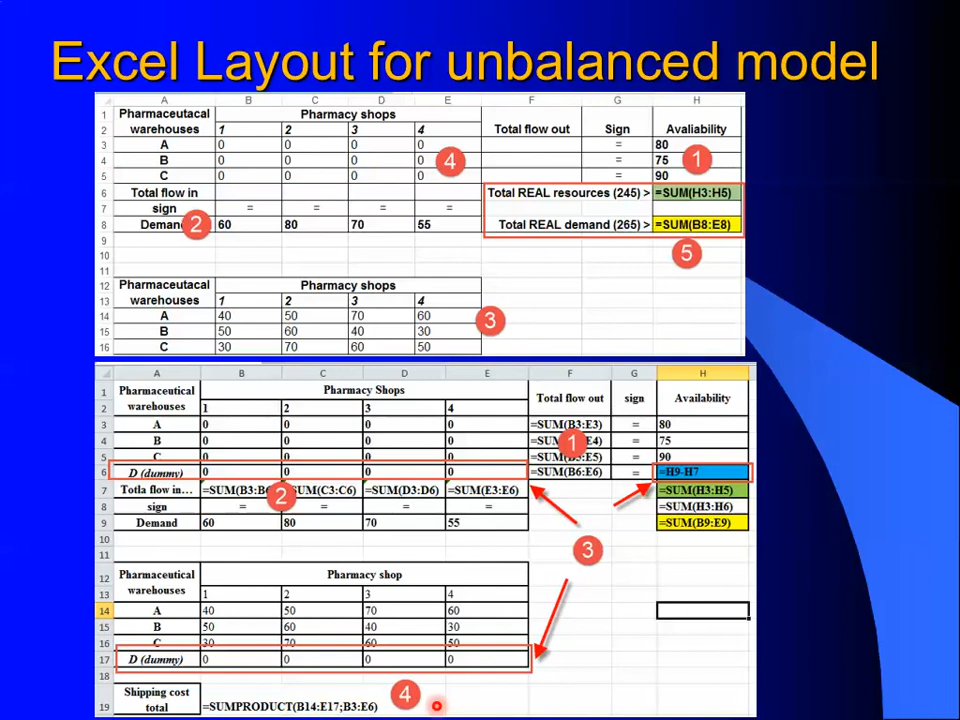 Excel Layout for unbalanced model
A B C D E F G H
1 Pharmaceutacal Pharmacy shops
2 warehouses 1 2 3 4 Total flow out Sign Avaliability
3 A 0 0 0 0 = 80
4 B 0 0 0 0 = 75
5 C 0 0 0 0 = 90
4
1
6 Total flow in Total REAL resources (245) > =SUM(H3:H5)
7 sign = = = =
8 Deman 60 80 70 55 Total REAL demand (265) > =SUM(B8:E8)
2
9
5
10
11
12 Pharmaceutacal Pharmacy shops
13 warehouses 1 2 3 4
14 A 40 50 70 60
3
15 B 50 60 40 30
16 C 30 70 60 50
A B C D E F G H
1 Pharmaceutical Pharmacy Shops
2 warehouses 1 2 3 4 Total flow out sign Availability
3 A 0 0 0 0 =SUM(B3:E3) = 80
4 B 0 0 0 0 =SUM E4) = 75
1
5 C 0 0 0 0 =SUM E5) = 90
6 D (dummy) 0 0 0 0 =SUM(B6:E6) = =H9-H7
7 Totla flow in... =SUM(B3:B6 SUM(C3:C6) =SUM(D3:D6) =SUM(E3:E6) =SUM(H3:H5)
2
8 sign = = = = =SUM(H3:H6)
9 Demand 60 80 70 55 =SUM(B9:E9)
10
3
11
12 Pharmaceutical Pharmacy shop
13 warehouses 1 2 3 4
14 A 40 50 70 60
15 B 50 60 40 30
16 C 30 70 60 50
17 D (dummy) 0 0 0 0
18
4
19 Shipping cost total =SUMPRODUCT(B14:E17;B3:E6)